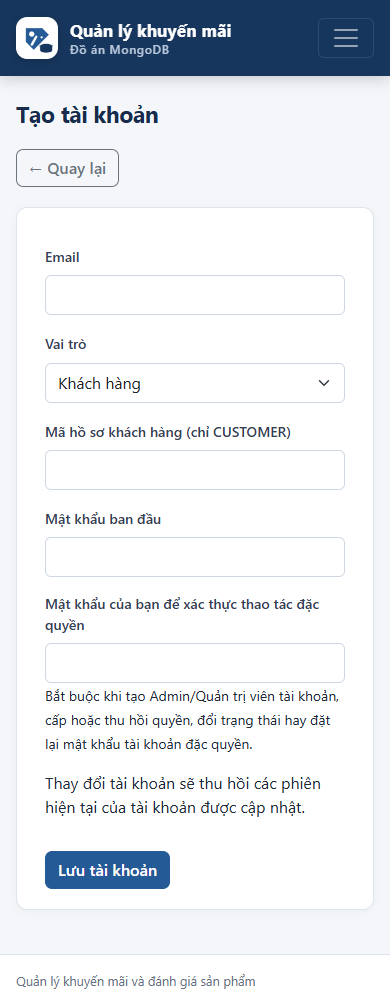 Quản lý khuyến mãi
Đồ án MongoDB
Tạo tài khoản
← Quay lại
Email
Vai trò
Khách hàng
Mã hồ sơ khách hàng (chỉ CUSTOMER)
Mật khẩu ban đầu
Mật khẩu của bạn để xác thực thao tác đặc
quyền
Bắt buộc khi tạo Admin/Quản trị viên tài khoản,
cấp hoặc thu hồi quyền, đổi trạng thái hay đặt
lại mật khẩu tài khoản đặc quyền.
Thay đổi tài khoản sẽ thu hồi các phiên
hiện tại của tài khoản được cập nhật.
Lưu tài khoản
Quản lý khuyến mãi và đánh giá sản phẩm